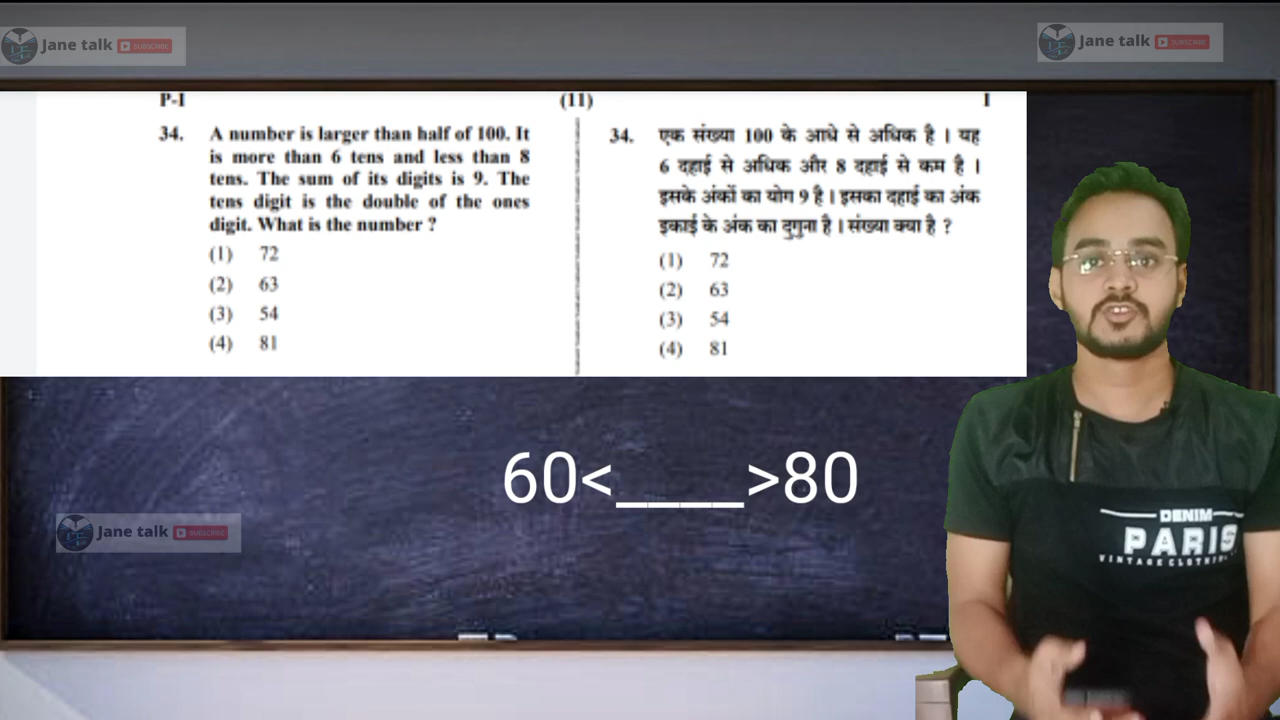 Jane talk SUBSCRIBE
Jane talk SUBSCRIBE
P-I (11) I
34. A number is larger than half of 100. It
is more than 6 tens and less than 8
tens. The sum of its digits is 9. The
tens digit is the double of the ones
digit. What is the number ?
(1) 72
(2) 63
(3) 54
(4) 81
34. एक संख्या 100 के आधे से अधिक है । यह
6 दहाई से अधिक और 8 दहाई से कम है ।
इसके अंकों का योग 9 है । इसका दहाई का अंक
इकाई के अंक का दुगुना है । संख्या क्या है ?
(1) 72
(2) 63
(3) 54
(4) 81
60<____>80
Jane talk SUBSCRIBE
DENIM
PARIS